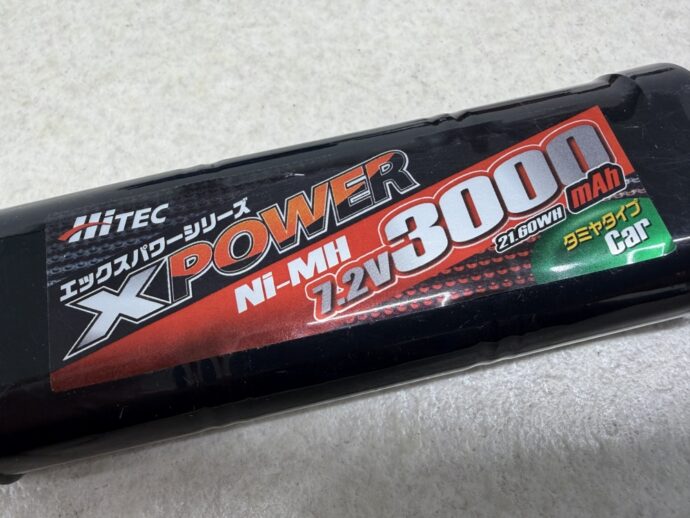 HiTEC
エックスパワーシリーズ
XPOWER
Ni-MH
7.2V 3000 mAh
21.60WH
タミヤタイプ
Car